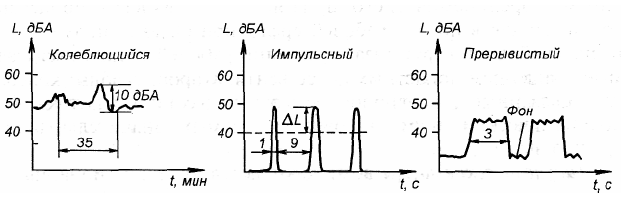 L, дБА
Колеблющийся
60
50
40
10 дБА
35
t, мин
L, дБА
Импульсный
60
50
40
ΔL
1
9
t, с
L, дБА
Прерывистый
60
50
40
Фон
3
t, с